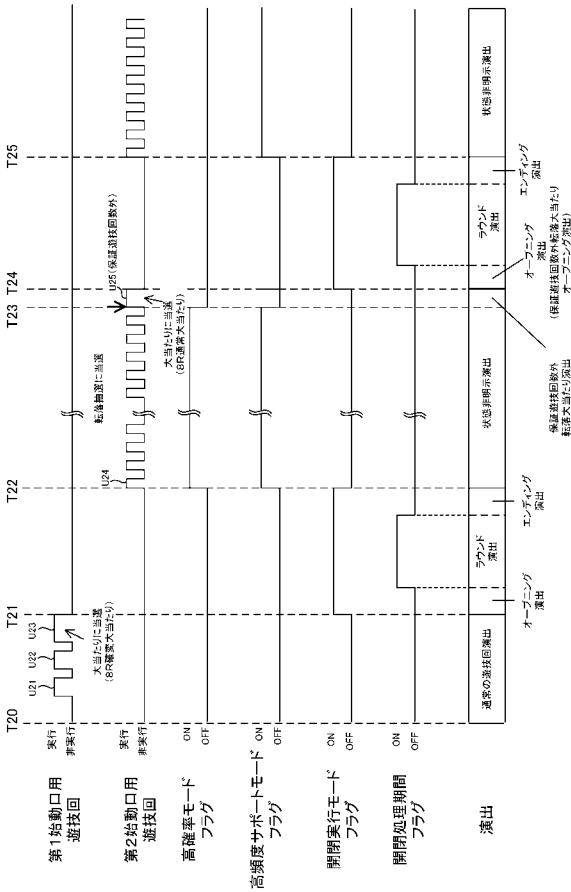 T20
T21
T22
T23
T24
T25
第1始動口用
遊技回
実行
非実行
U21
U22
U23
大当たりに当選
(8R確変大当たり)
第2始動口用
遊技回
実行
非実行
U24
転落抽選に当選
U25(保証遊技回数外)
大当たりに当選
(8R通常大当たり)
高確率モード
フラグ
ON
OFF
高頻度サポートモード
フラグ
ON
OFF
開閉実行モード
フラグ
ON
OFF
開閉処理期間
フラグ
ON
OFF
演出
通常の遊技回演出
オープニング
演出
ラウンド
演出
エンディング
演出
状態非明示演出
保証遊技回数外
転落大当たり演出
オープニング
演出
(保証遊技回数外転落大当たり
オープニング演出)
ラウンド
演出
エンディング
演出
状態非明示演出